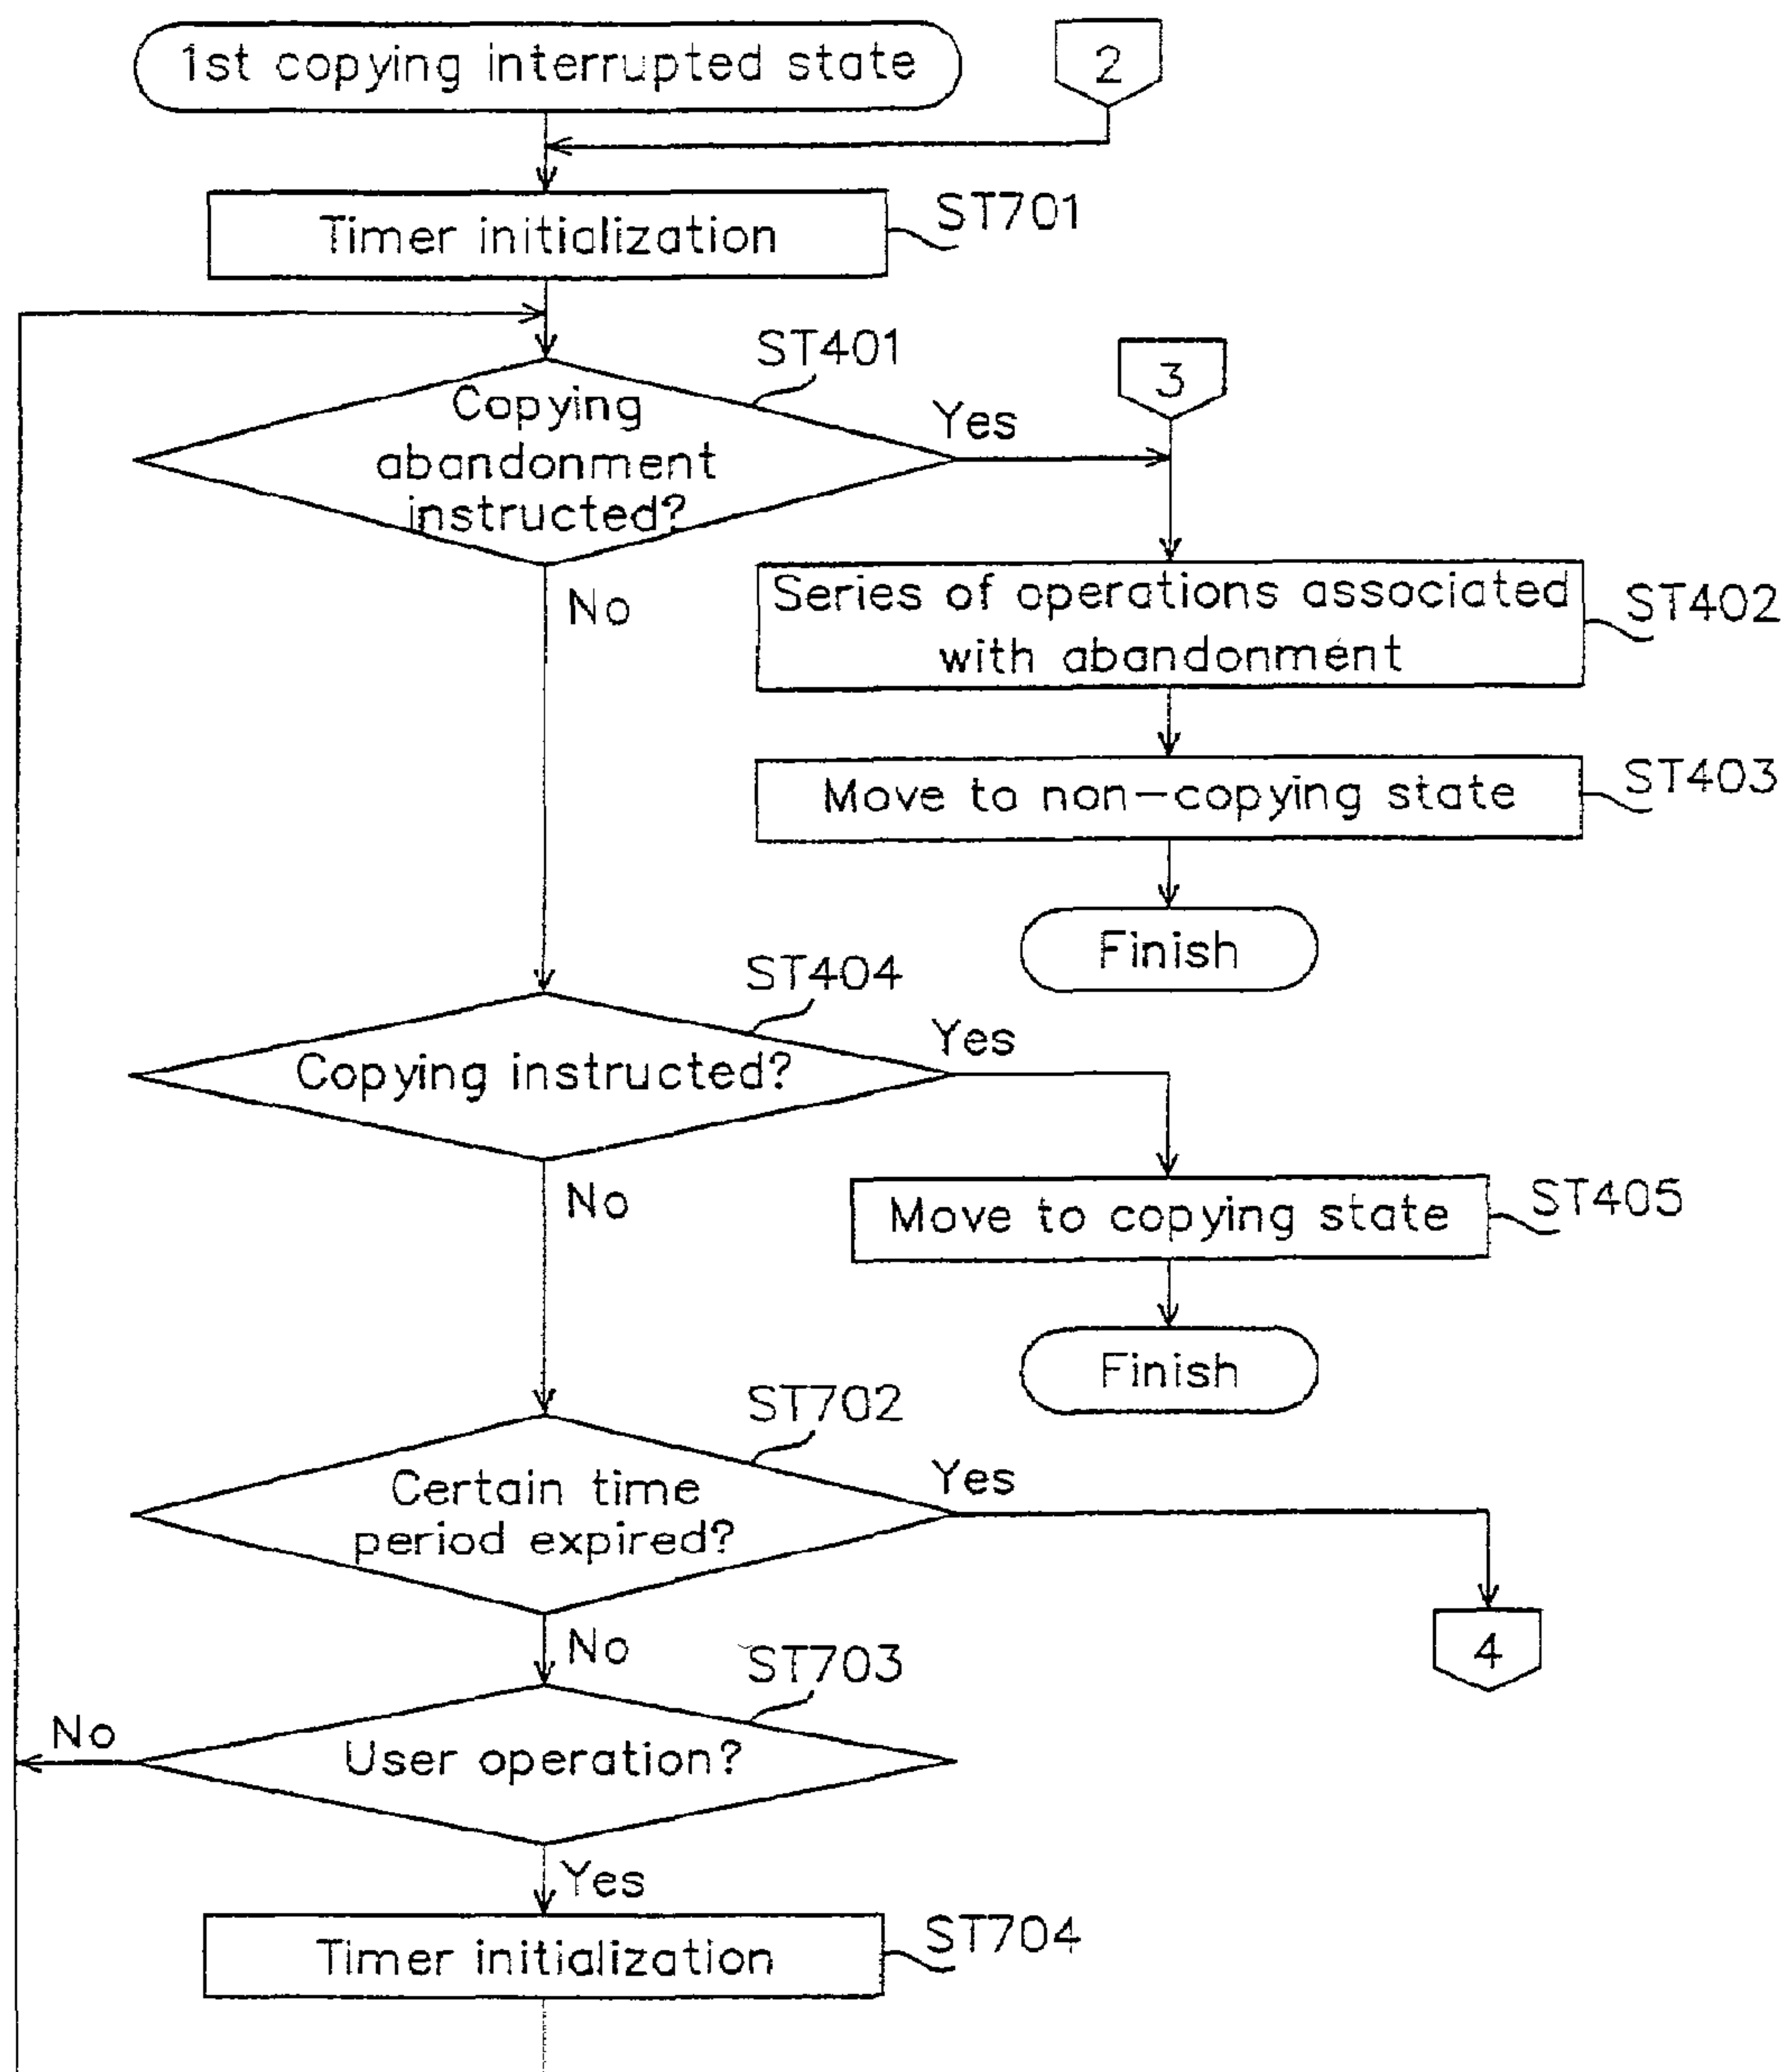 1st copying interrupted state
2
Timer initialization
ST701
ST401
Copying
abandonment
instructed?
Yes
3
No
Series of operations associated
with abandonment
ST402
Move to non-copying state
ST403
Finish
ST404
Copying instructed?
Yes
No
Move to copying state
ST405
Finish
ST702
Certain time
period expired?
Yes
4
No
ST703
No
User operation?
Yes
Timer initialization
ST704